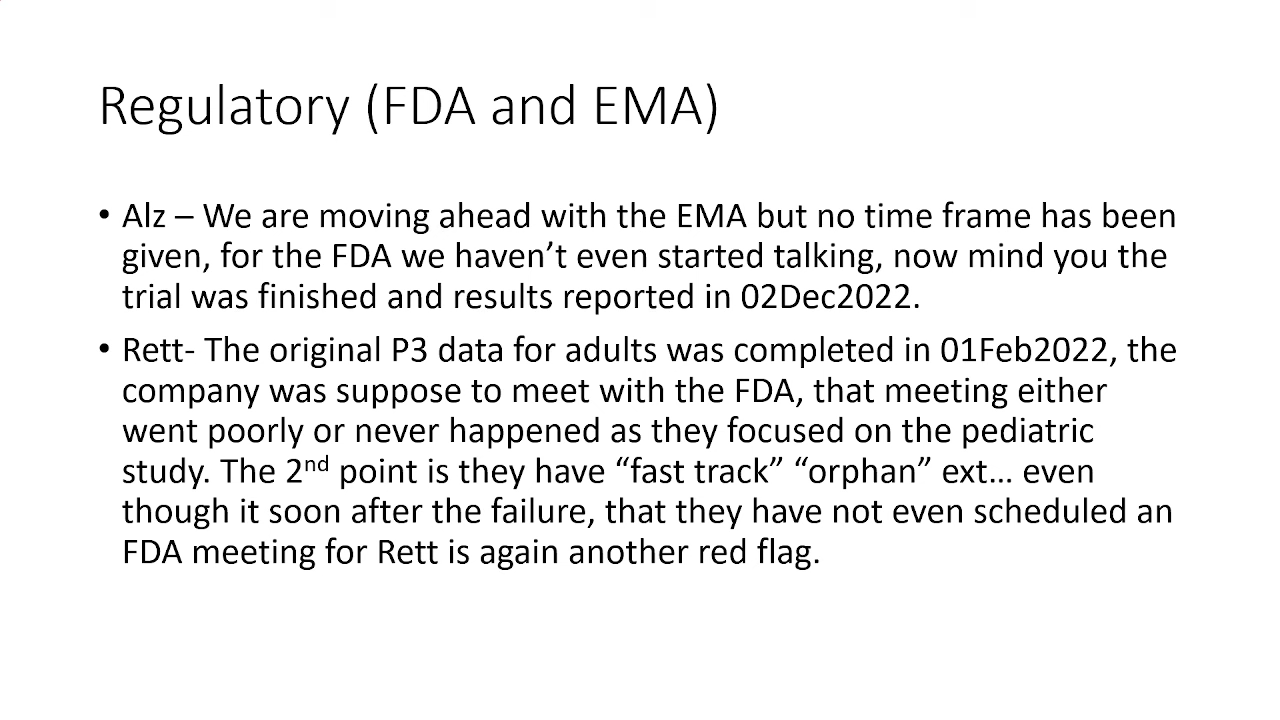 Regulatory (FDA and EMA)
• Alz – We are moving ahead with the EMA but no time frame has been
given, for the FDA we haven’t even started talking, now mind you the
trial was finished and results reported in 02Dec2022.
• Rett- The original P3 data for adults was completed in 01Feb2022, the
company was suppose to meet with the FDA, that meeting either
went poorly or never happened as they focused on the pediatric
study. The 2nd point is they have “fast track” “orphan” ext… even
though it soon after the failure, that they have not even scheduled an
FDA meeting for Rett is again another red flag.